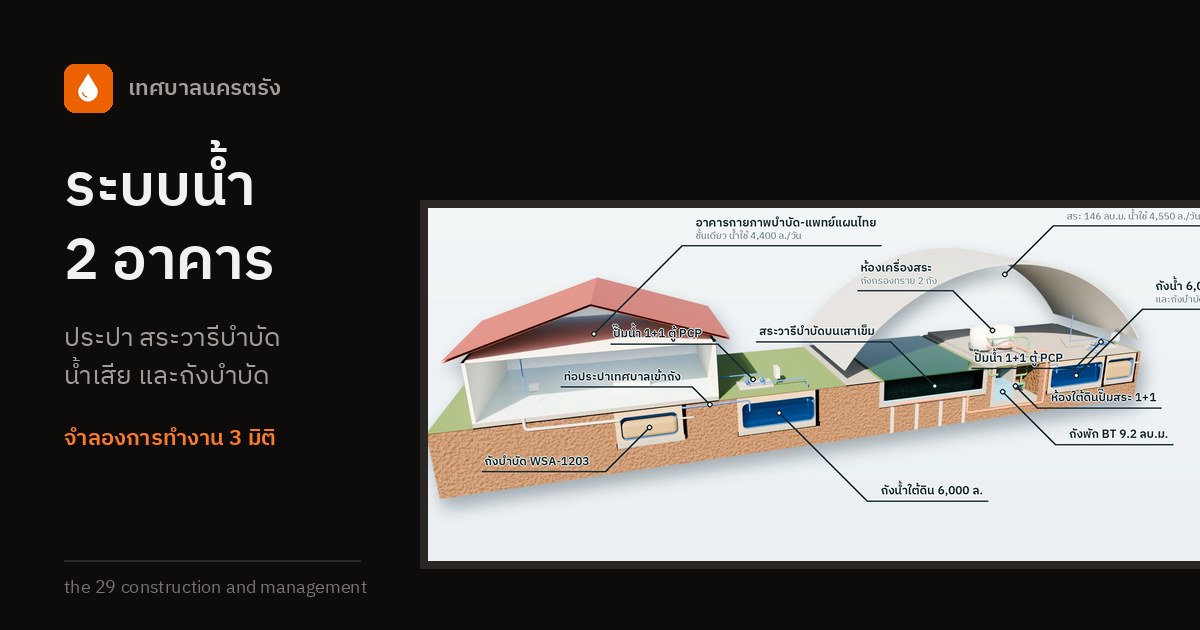 เทศบาลนครตรัง
ระบบน้ำ
2 อาคาร
ประปา สระวารีบำบัด
น้ำเสีย และถังบำบัด
จำลองการทำงาน 3 มิติ
the 29 construction and management
อาคารกายภาพบำบัด-แพทย์แผนไทย
ชั้นเดียว น้ำใช้ 4,400 ล./วัน
สระ 146 ลบ.ม. น้ำใช้ 4,550 ล./วัน
ห้องเครื่องสระ
ถังกรองทราย 2 ถัง
ถังน้ำ 6,0
และถังบำบั
ปั๊มน้ำ 1+1 ตู้ PCP
สระวารีบำบัดบนเสาเข็ม
ปั๊มน้ำ 1+1 ตู้ PCP
ท่อประปาเทศบาลเข้าถัง
ห้องใต้ดินปั๊มสระ 1+1
ถังพัก BT 9.2 ลบ.ม.
ถังบำบัด WSA-1203
ถังน้ำใต้ดิน 6,000 ล.